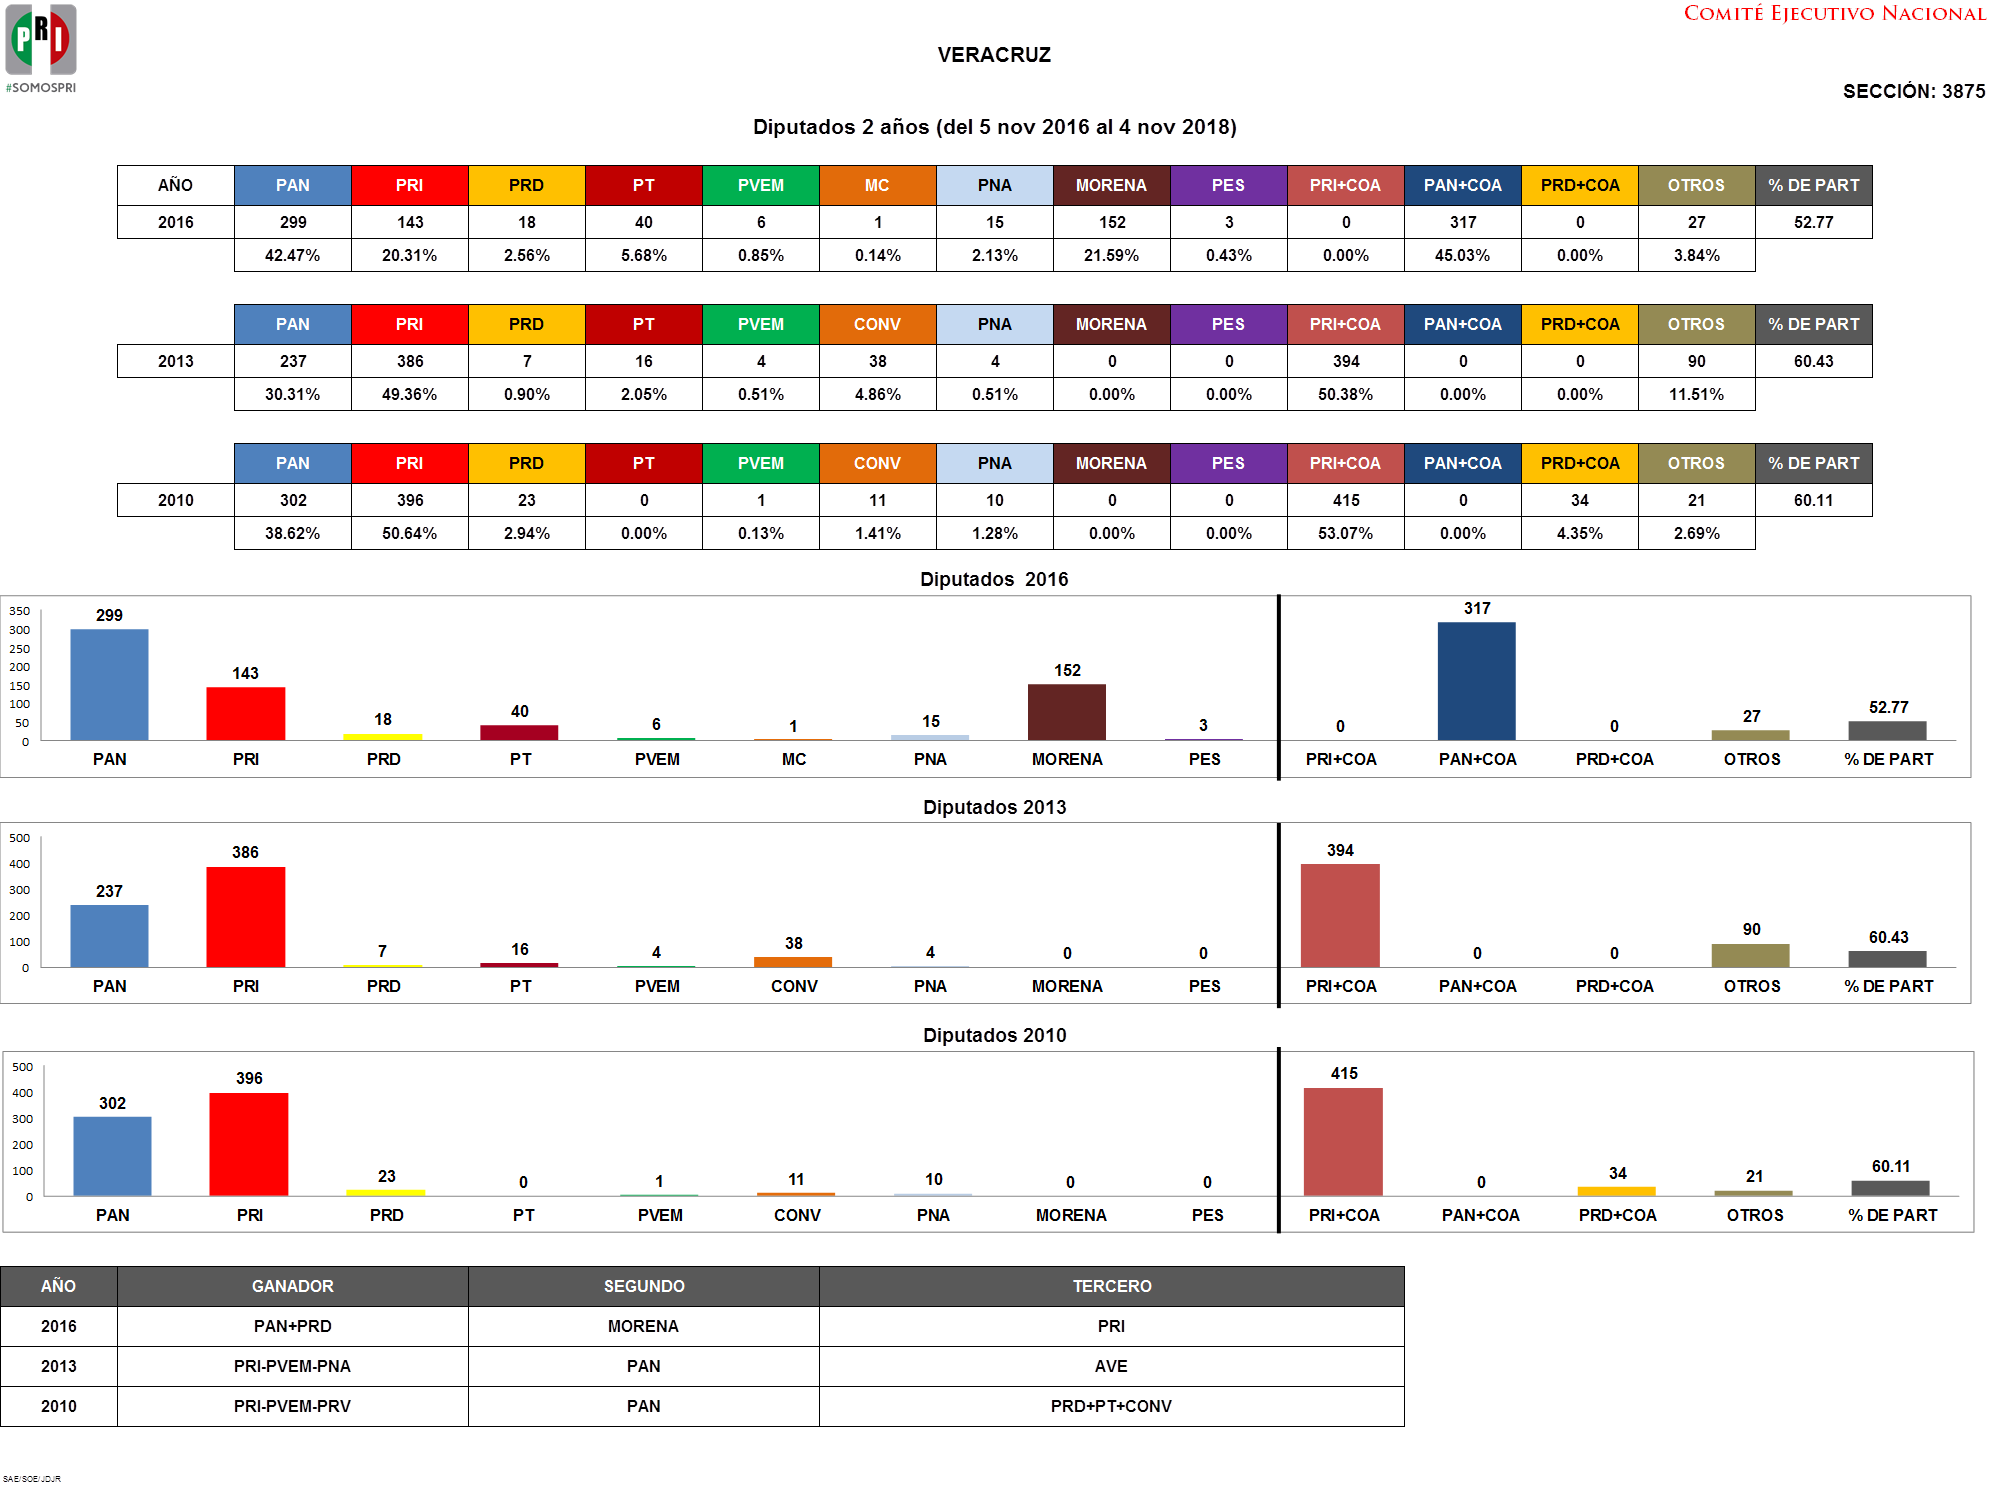 PRI
#SOMOSPRI
COMITÉ EJECUTIVO NACIONAL
VERACRUZ
SECCIÓN: 3875
Diputados 2 años (del 5 nov 2016 al 4 nov 2018)
AÑO PAN PRI PRD PT PVEM MC PNA MORENA PES PRI+COA PAN+COA PRD+COA OTROS % DE PART
2016 299 143 18 40 6 1 15 152 3 0 317 0 27 52.77
42.47% 20.31% 2.56% 5.68% 0.85% 0.14% 2.13% 21.59% 0.43% 0.00% 45.03% 0.00% 3.84%
PAN PRI PRD PT PVEM CONV PNA MORENA PES PRI+COA PAN+COA PRD+COA OTROS % DE PART
2013 237 386 7 16 4 38 4 0 0 394 0 0 90 60.43
30.31% 49.36% 0.90% 2.05% 0.51% 4.86% 0.51% 0.00% 0.00% 50.38% 0.00% 0.00% 11.51%
PAN PRI PRD PT PVEM CONV PNA MORENA PES PRI+COA PAN+COA PRD+COA OTROS % DE PART
2010 302 396 23 0 1 11 10 0 0 415 0 34 21 60.11
38.62% 50.64% 2.94% 0.00% 0.13% 1.41% 1.28% 0.00% 0.00% 53.07% 0.00% 4.35% 2.69%
Diputados 2016
350
300
250
200
150
100
50
0
299 143 18 40 6 1 15 152 3 0 317 0 27 52.77
PAN PRI PRD PT PVEM MC PNA MORENA PES PRI+COA PAN+COA PRD+COA OTROS % DE PART
Diputados 2013
500
400
300
200
100
0
237 386 7 16 4 38 4 0 0 394 0 0 90 60.43
PAN PRI PRD PT PVEM CONV PNA MORENA PES PRI+COA PAN+COA PRD+COA OTROS % DE PART
Diputados 2010
500
400
300
200
100
0
302 396 23 0 1 11 10 0 0 415 0 34 21 60.11
PAN PRI PRD PT PVEM CONV PNA MORENA PES PRI+COA PAN+COA PRD+COA OTROS % DE PART
AÑO GANADOR SEGUNDO TERCERO
2016 PAN+PRD MORENA PRI
2013 PRI-PVEM-PNA PAN AVE
2010 PRI-PVEM-PRV PAN PRD+PT+CONV
SAE/SOE/JDJR